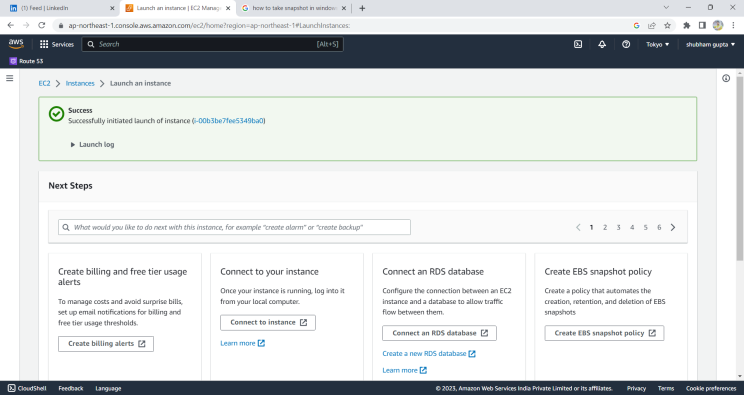 (1) Feed | LinkedIn
Launch an instance | EC2 Manage
how to take snapshot in window
ap-northeast-1.console.aws.amazon.com/ec2/home?region=ap-northeast-1#LaunchInstances:
aws
Services
Search
[Alt+S]
Tokyo
shubham gupta
Route 53
EC2 > Instances > Launch an instance
Success
Successfully initiated launch of instance (i-00b3be7fee5349ba0)
Launch log
Next Steps
What would you like to do next with this instance, for example "create alarm" or "create backup"
1 2 3 4 5 6
Create billing and free tier usage
alerts
To manage costs and avoid surprise bills,
set up email notifications for billing and
free tier usage thresholds.
Create billing alerts
Connect to your instance
Once your instance is running, log into it
from your local computer.
Connect to instance
Learn more
Connect an RDS database
Configure the connection between an EC2
instance and a database to allow traffic
flow between them.
Connect an RDS database
Create a new RDS database
Learn more
Create EBS snapshot policy
Create a policy that automates the
creation, retention, and deletion of EBS
snapshots
Create EBS snapshot policy
CloudShell
Feedback
Language
© 2023, Amazon Web Services India Private Limited or its affiliates.
Privacy
Terms
Cookie preferences